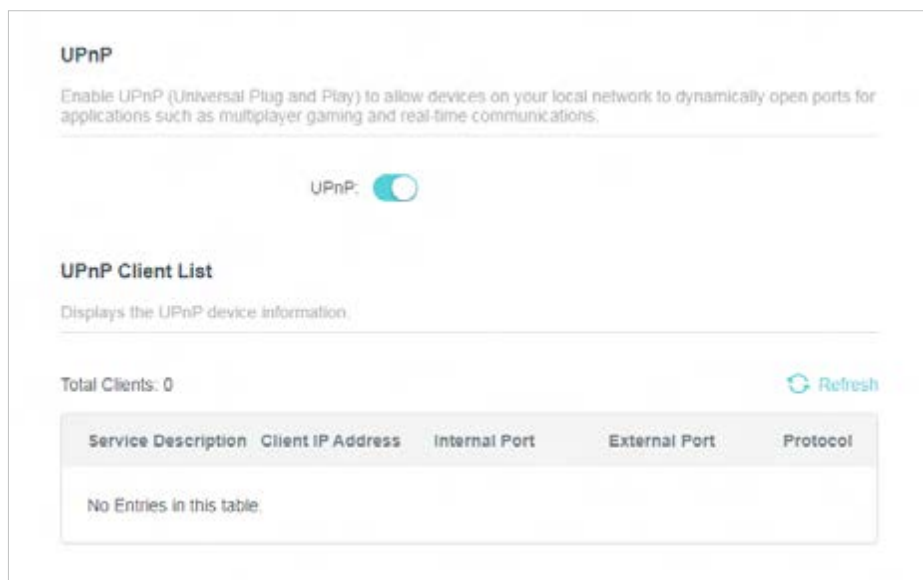 UPnP
Enable UPnP (Universal Plug and Play) to allow devices on your local network to dynamically open ports for
applications such as multiplayer gaming and real-time communications.
UPnP:
UPnP Client List
Displays the UPnP device information.
Total Clients: 0 Refresh
Service Description Client IP Address Internal Port External Port Protocol
No Entries in this table.